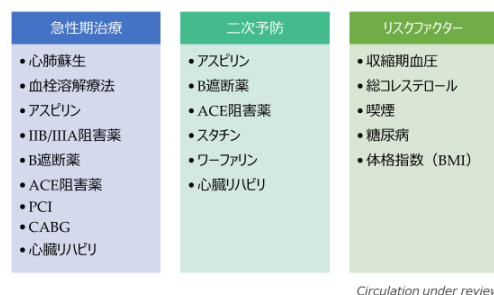 急性期治療
• 心肺蘇生
• 血栓溶解療法
• アスピリン
• IIB/IIIA阻害薬
• B遮断薬
• ACE阻害薬
• PCI
• CABG
• 心臓リハビリ
二次予防
• アスピリン
• B遮断薬
• ACE阻害薬
• スタチン
• ワーファリン
• 心臓リハビリ
リスクファクター
• 収縮期血圧
• 総コレステロール
• 喫煙
• 糖尿病
• 体格指数（BMI）
Circulation under review